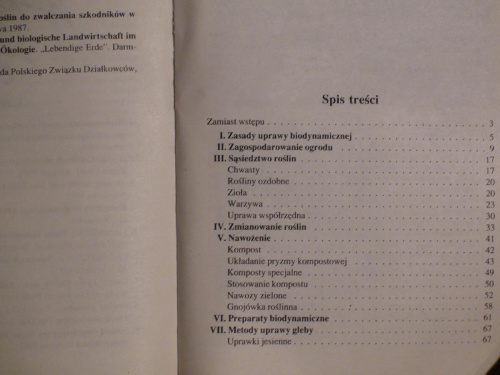 oślin do zwalczania szkodników w
a 1987.
und biologische Landwirtschaft im
Ökologie. „Lebendige Erde". Darm-
da Polskiego Związku Działkowców,
Spis treści
Zamiast wstępu . . . 3
I. Zasady uprawy biodynamicznej . . . 5
II. Zagospodarowanie ogrodu . . . 9
III. Sąsiedztwo roślin . . . 17
Chwasty . . . 17
Rośliny ozdobne . . . 20
Zioła . . . 20
Warzywa . . . 23
Uprawa współrzędna . . . 30
IV. Zmianowanie roślin . . . 33
V. Nawożenie . . . 41
Kompost . . . 42
Układanie pryzmy kompostowej . . . 43
Komposty specjalne . . . 49
Stosowanie kompostu . . . 50
Nawozy zielone . . . 52
Gnojówka roślinna . . . 58
VI. Preparaty biodynamiczne . . . 61
VII. Metody uprawy gleby . . . 67
Uprawki jesienne . . . 67